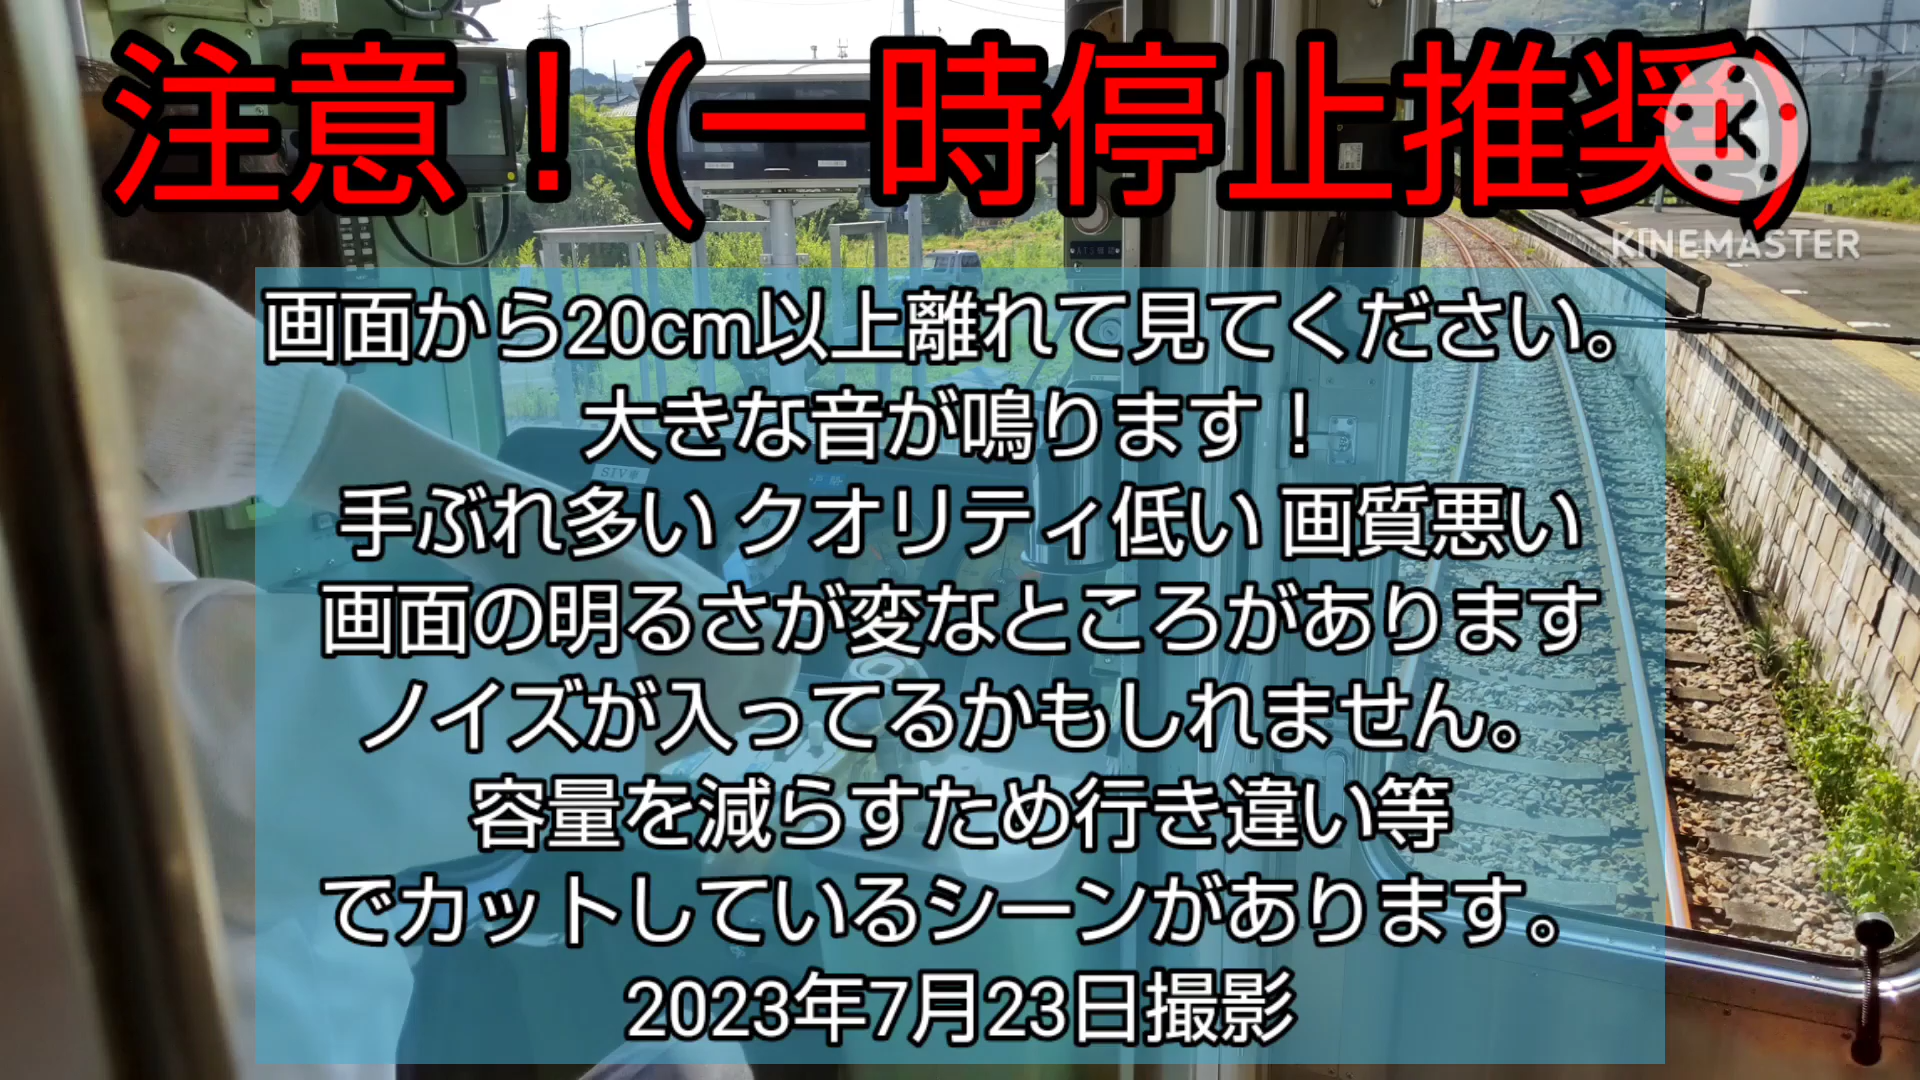 注意！(一時停止推奨)
KINEMASTER
画面から20cm以上離れて見てください。
大きな音が鳴ります！
手ぶれ多い クオリティ低い 画質悪い
画面の明るさが変なところがあります
ノイズが入ってるかもしれません。
容量を減らすため行き違い等
でカットしているシーンがあります。
2023年7月23日撮影
SIV車